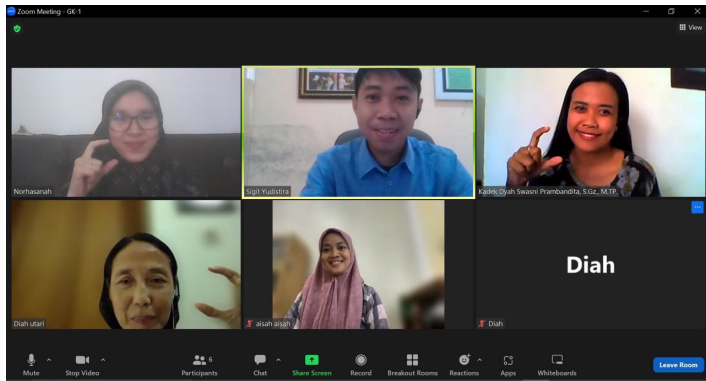 Zoom Meeting - GK-1
View
Norhasanah
Sigit Yudistira
Kadek Dyah Swasni Prambandita, S.Gz., M.TP.
Diah utari
aisah aisah
Diah
Diah
6
Mute
Stop Video
Participants
Chat
Share Screen
Record
Breakout Rooms
Reactions
Apps
Whiteboards
Leave Room